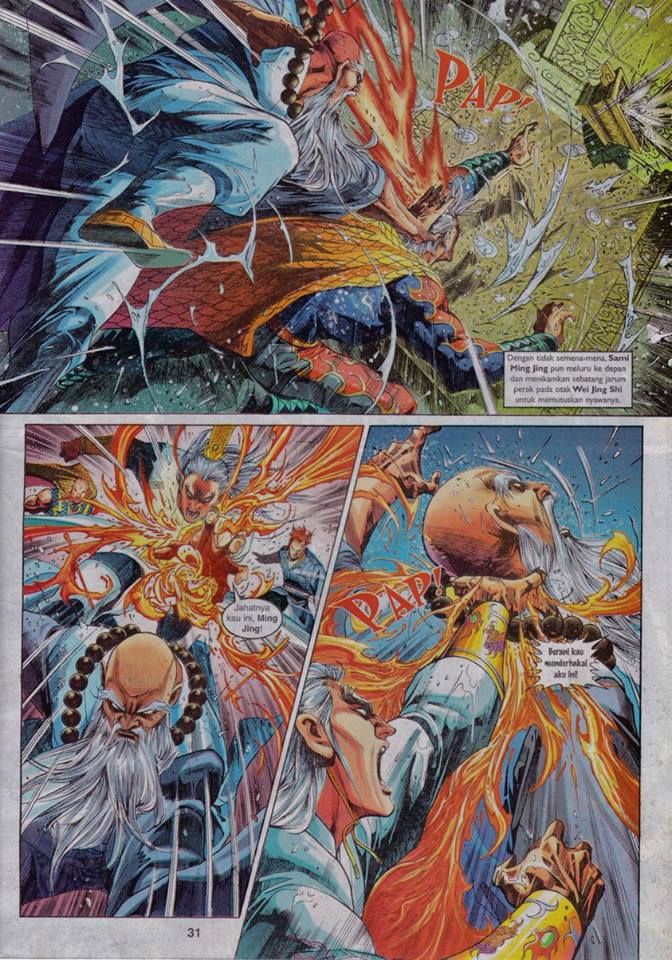 PAP!
Dengan tidak semena-mena, Sami
Ming Jing pun meluru ke depan
dan menikamkan sebatang jarum
perak pada otak Wei Jing Shi
untuk memutuskan nyawanya.
Jahatnya
kau ini, Ming
Jing!
PAP!
Berani kau
menderhakai
aku ini!
31